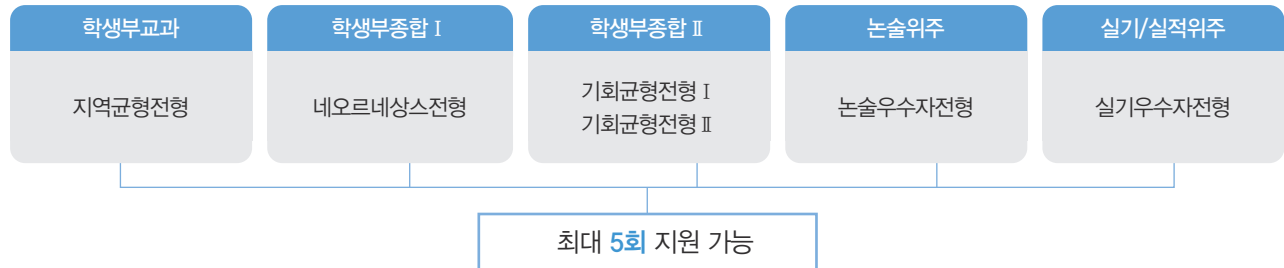 학생부교과
지역균형전형
학생부종합 Ⅰ
네오르네상스전형
학생부종합 Ⅱ
기회균형전형 Ⅰ
기회균형전형 Ⅱ
논술위주
논술우수자전형
실기/실적위주
실기우수자전형
최대 5회 지원 가능